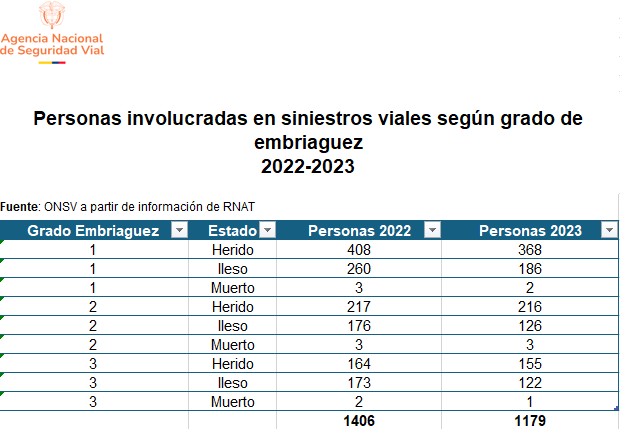 Agencia Nacional
de Seguridad Vial
Personas involucradas en siniestros viales según grado de
embriaguez
2022-2023
Fuente: ONSV a partir de información de RNAT
Grado Embriaguez Estado Personas 2022 Personas 2023
1 Herido 408 368
1 Ileso 260 186
1 Muerto 3 2
2 Herido 217 216
2 Ileso 176 126
2 Muerto 3 3
3 Herido 164 155
3 Ileso 173 122
3 Muerto 2 1
1406 1179